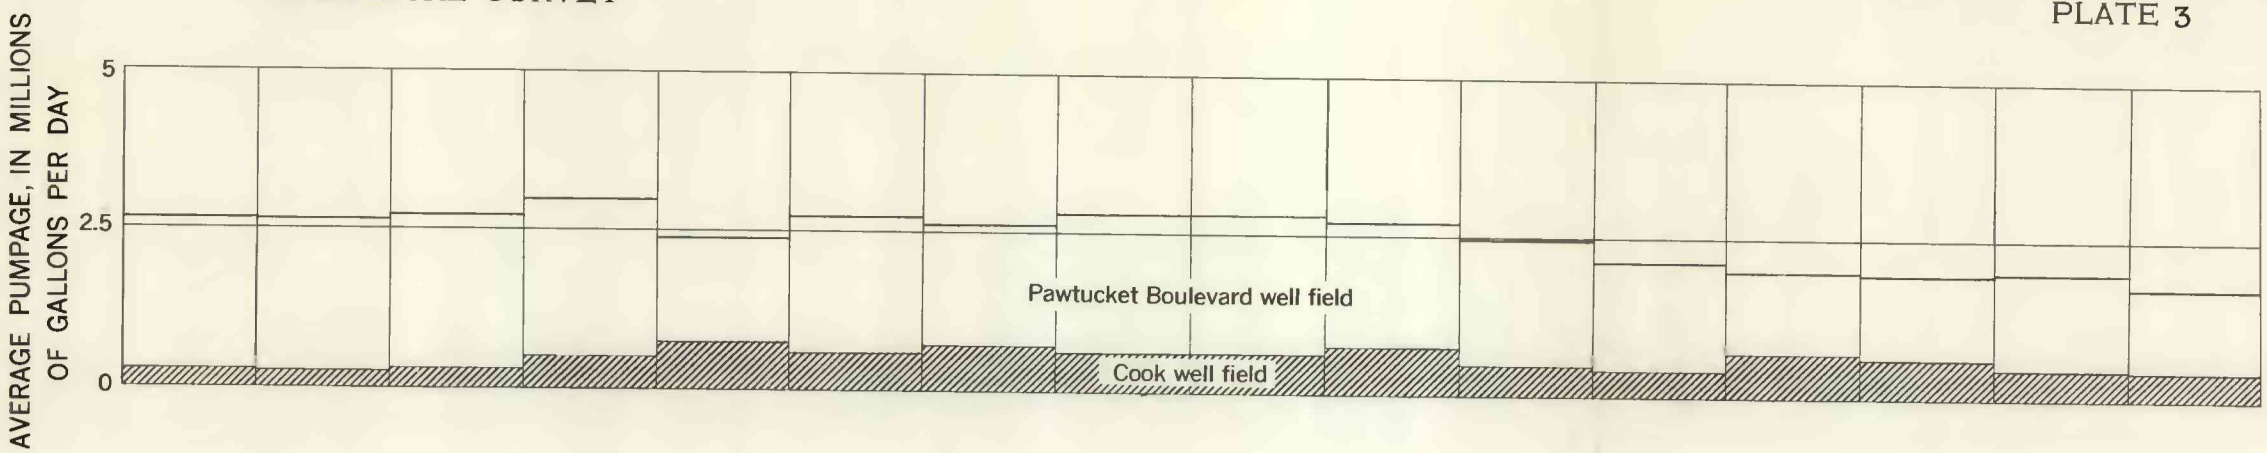 PLATE 3
AVERAGE PUMPAGE, IN MILLIONS
OF GALLONS PER DAY
5
2.5
0
Pawtucket Boulevard well field
Cook well field